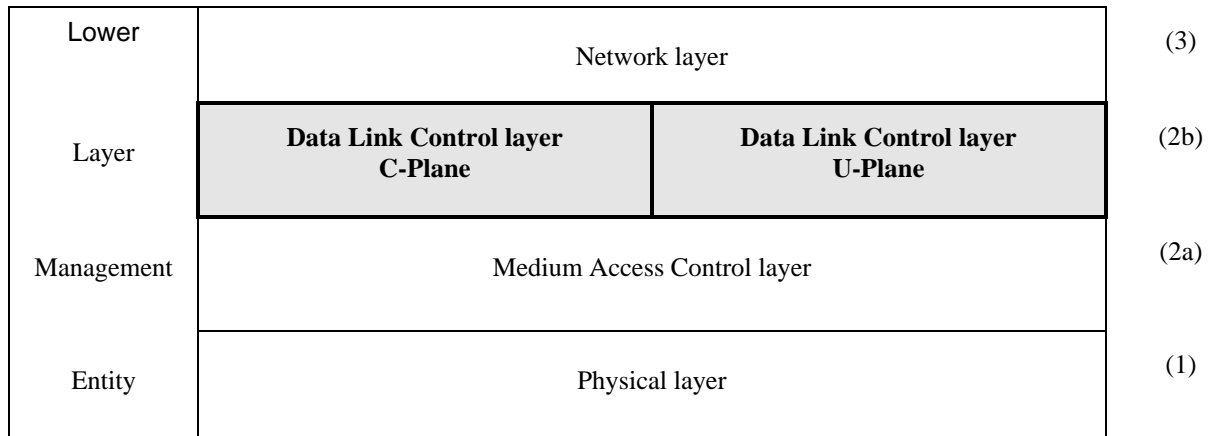 Lower
Network layer
(3)
Layer
Data Link Control layer
C-Plane
Data Link Control layer
U-Plane
(2b)
Management
Medium Access Control layer
(2a)
Entity
Physical layer
(1)